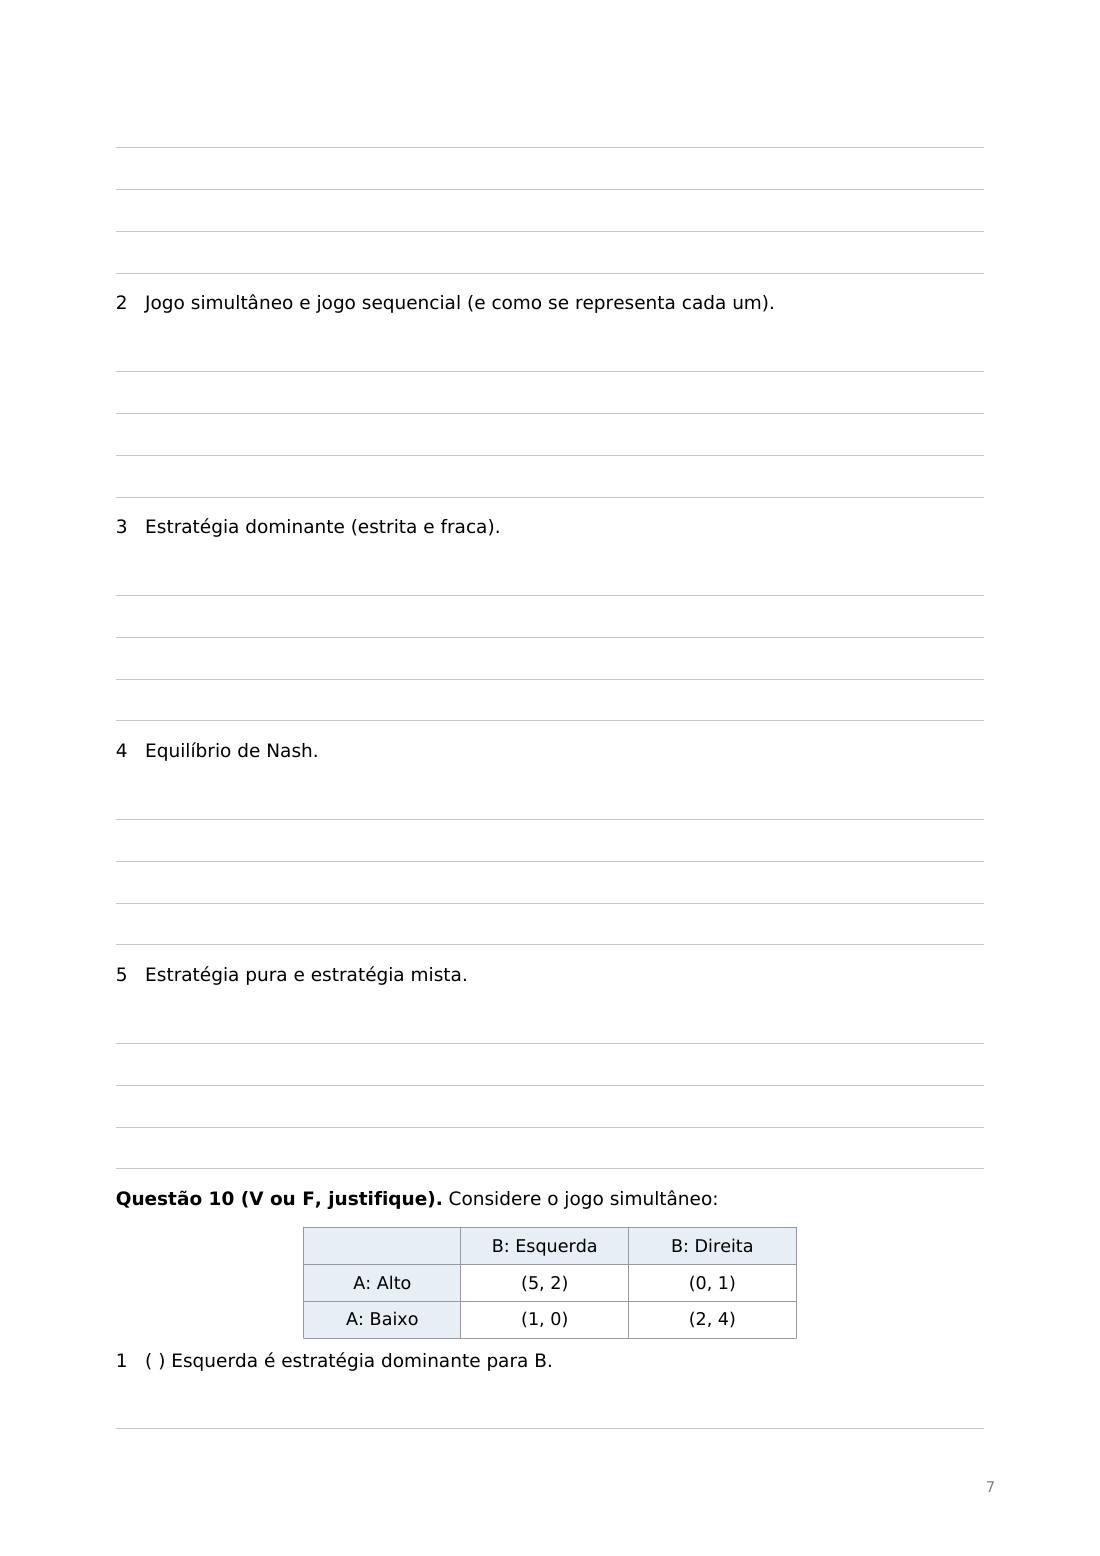 2 Jogo simultâneo e jogo sequencial (e como se representa cada um).
3 Estratégia dominante (estrita e fraca).
4 Equilíbrio de Nash.
5 Estratégia pura e estratégia mista.
Questão 10 (V ou F, justifique). Considere o jogo simultâneo:
B: Esquerda B: Direita
A: Alto (5, 2) (0, 1)
A: Baixo (1, 0) (2, 4)
1 ( ) Esquerda é estratégia dominante para B.
7